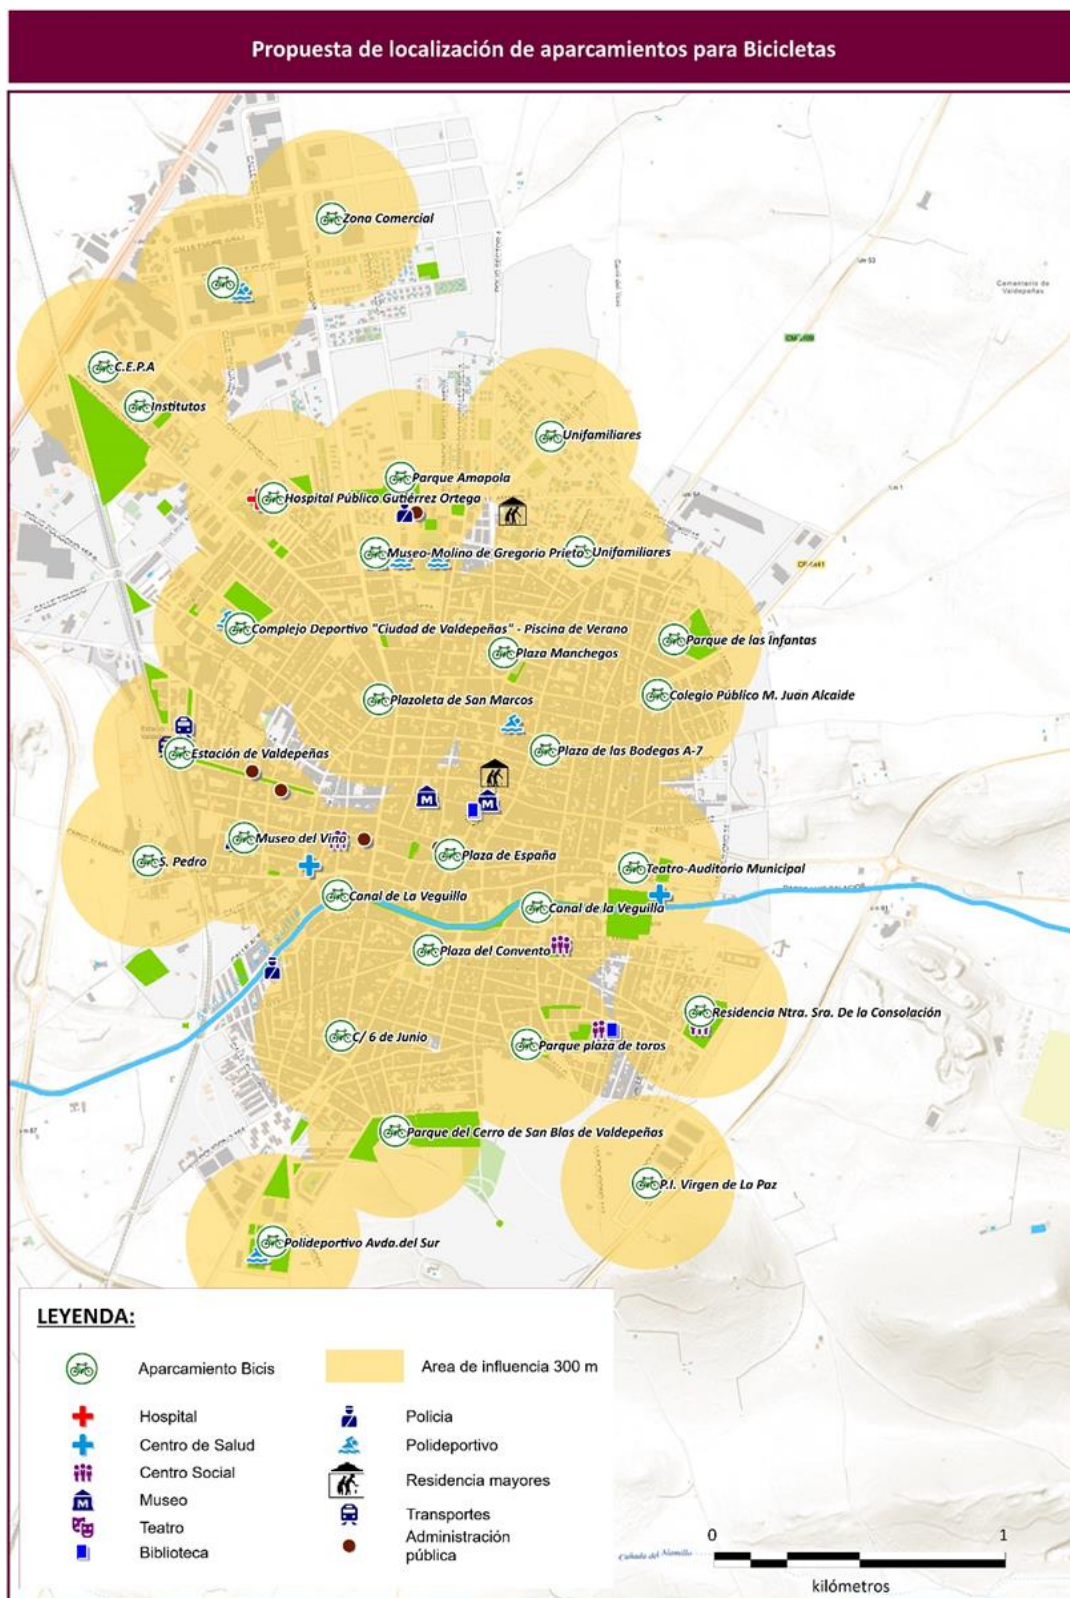 Propuesta de localización de aparcamientos para Bicicletas
Zona Comercial
Cementerio de
Valdepeñas
C.E.P.A
Institutos
Unifamiliares
Parque Amapola
Hospital Público Gutiérrez Ortega
Museo-Molino de Gregorio Prieto
Unifamiliares
Complejo Deportivo "Ciudad de Valdepeñas" - Piscina de Verano
Parque de las Infantas
Plaza Manchegos
Colegio Público M. Juan Alcaide
Plazoleta de San Marcos
Estación de Valdepeñas
Plaza de las Bodegas A-7
Museo del Vino
Plaza de España
S. Pedro
Teatro-Auditorio Municipal
Canal de La Veguilla
Canal de la Veguilla
Plaza del Convento
Residencia Ntra. Sra. De la Consolación
C/ 6 de Junio
Parque plaza de toros
Parque del Cerro de San Blas de Valdepeñas
P.I. Virgen de La Paz
Polideportivo Avda.del Sur
LEYENDA:
Aparcamiento Bicis
Area de influencia 300 m
Hospital
Policia
Centro de Salud
Polideportivo
Centro Social
Residencia mayores
Museo
Transportes
Teatro
Administración
pública
Biblioteca
0 1
kilómetros